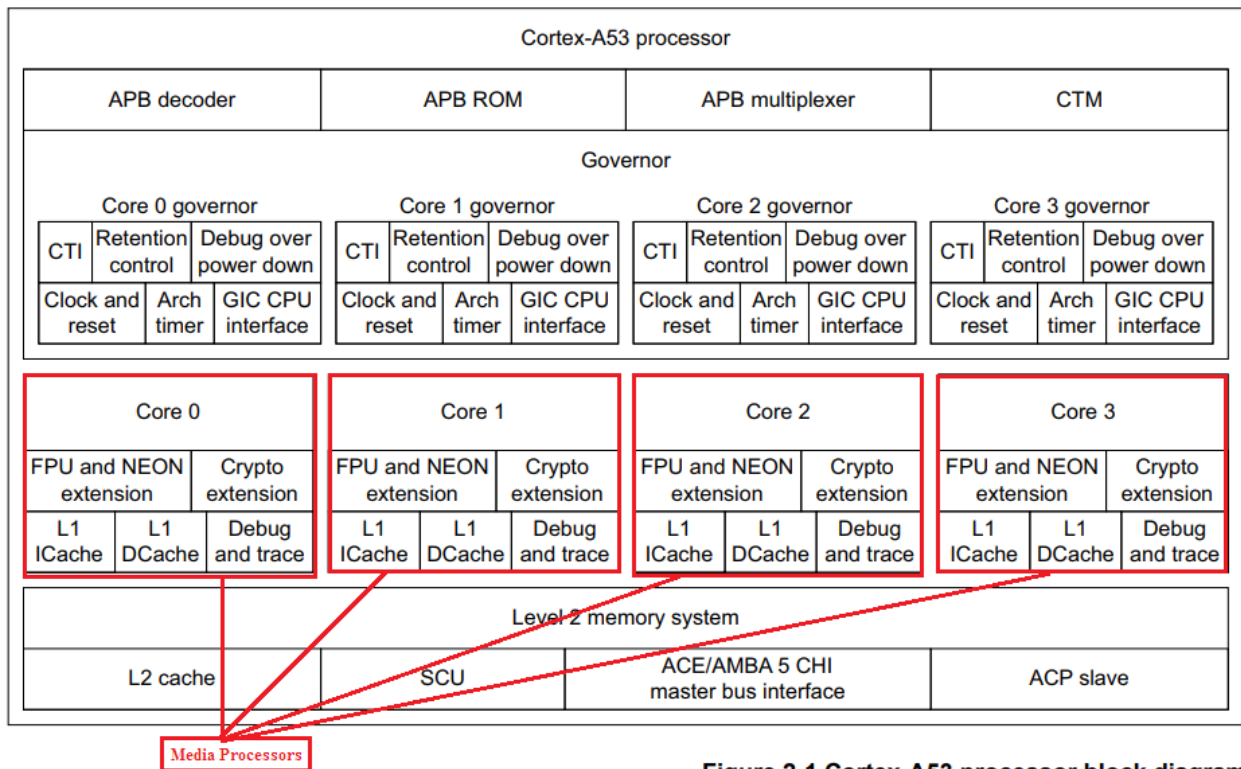 Cortex-A53 processor
APB decoder APB ROM APB multiplexer CTM
Governor
Core 0 governor Core 1 governor Core 2 governor Core 3 governor
CTI Retention control Debug over power down CTI Retention control Debug over power down CTI Retention control Debug over power down CTI Retention control Debug over power down
Clock and reset Arch timer GIC CPU interface Clock and reset Arch timer GIC CPU interface Clock and reset Arch timer GIC CPU interface Clock and reset Arch timer GIC CPU interface
Core 0 Core 1 Core 2 Core 3
FPU and NEON extension Crypto extension FPU and NEON extension Crypto extension FPU and NEON extension Crypto extension FPU and NEON extension Crypto extension
L1 ICache L1 DCache Debug and trace L1 ICache L1 DCache Debug and trace L1 ICache L1 DCache Debug and trace L1 ICache L1 DCache Debug and trace
Level 2 memory system
L2 cache SCU ACE/AMBA 5 CHI master bus interface ACP slave
Media Processors
Figure 2-1 Cortex-A53 processor block diagram